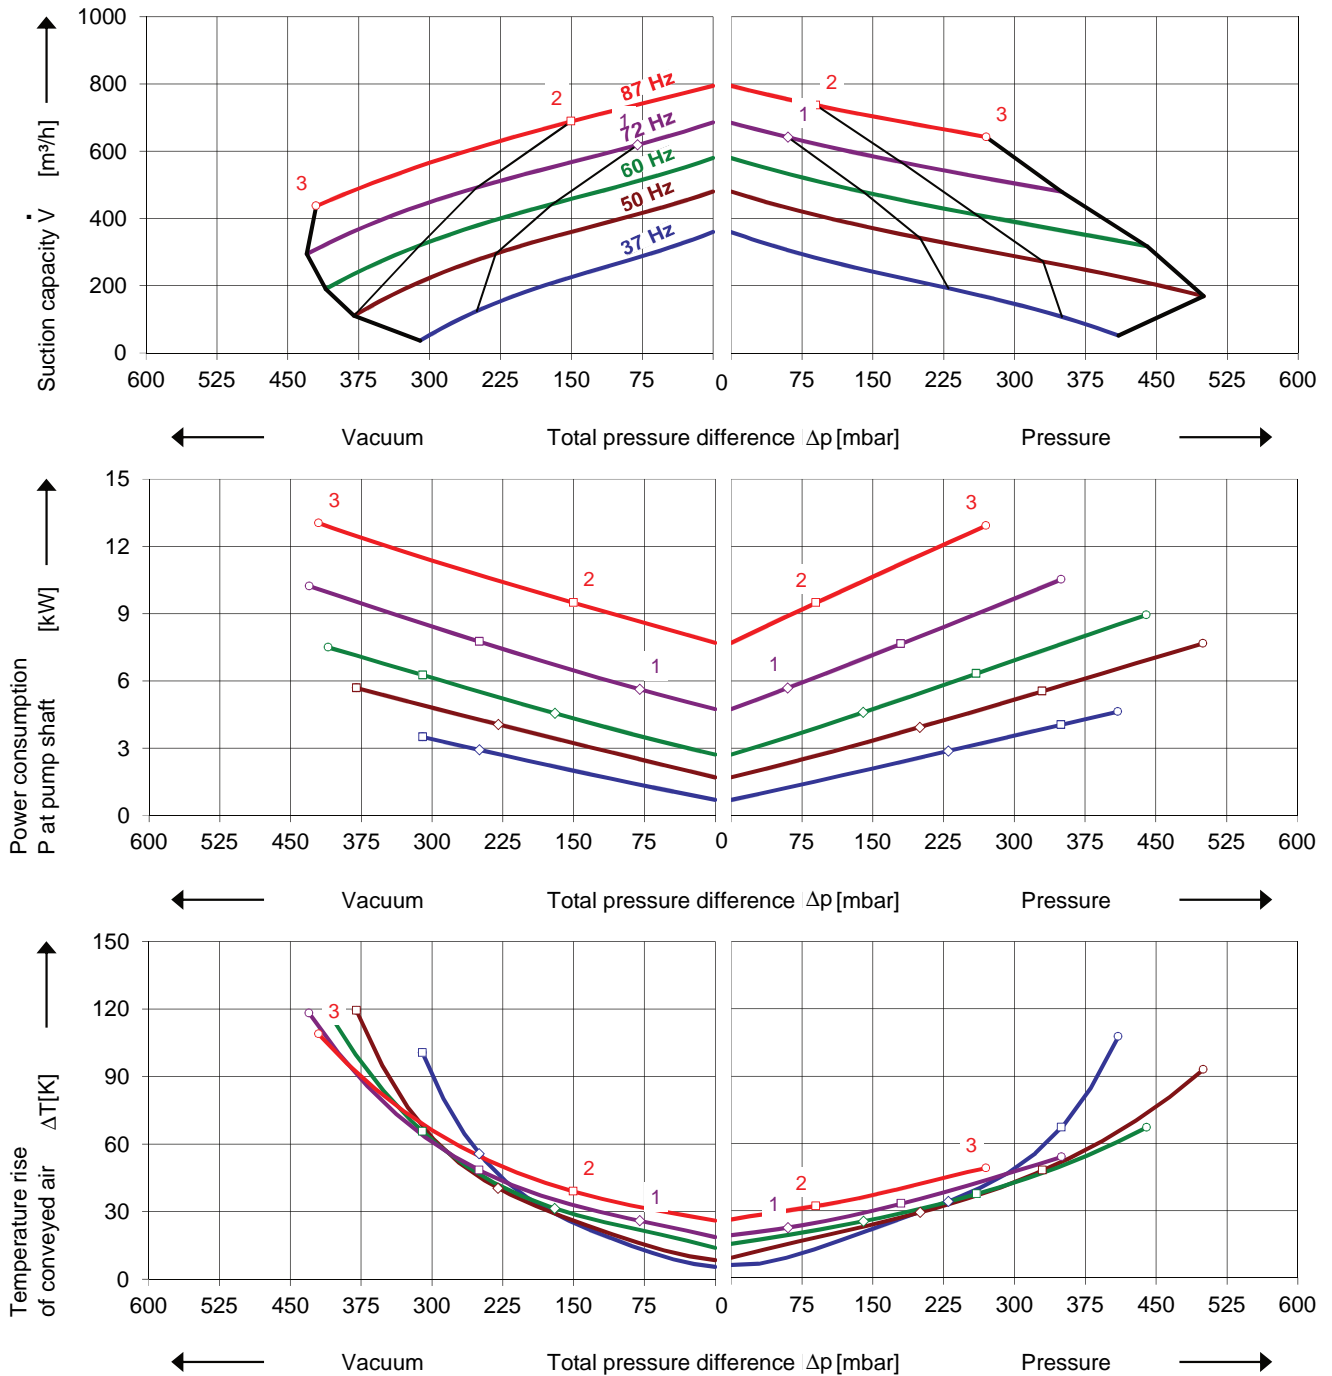 1000
800
600
400
200
0
Suction capacity V̇ [m³/h]
3
2
87 Hz
1
72 Hz
60 Hz
50 Hz
37 Hz
2
1
3
600 525 450 375 300 225 150 75 0 75 150 225 300 375 450 525 600
Vacuum Total pressure difference Δp [mbar] Pressure
15
12
9
6
3
0
Power consumption
P at pump shaft [kW]
3
2
1
3
2
1
600 525 450 375 300 225 150 75 0 75 150 225 300 375 450 525 600
Vacuum Total pressure difference Δp [mbar] Pressure
150
120
90
60
30
0
Temperature rise
of conveyed air ΔT[K]
3
2
1
3
2
1
600 525 450 375 300 225 150 75 0 75 150 225 300 375 450 525 600
Vacuum Total pressure difference Δp [mbar] Pressure